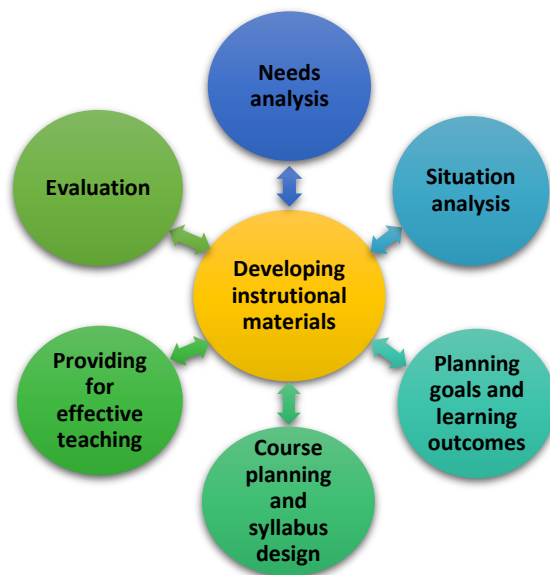 Needs
analysis
Situation
analysis
Planning
goals and
learning
outcomes
Course
planning
and
syllabus
design
Providing
for
effective
teaching
Evaluation
Developing
instrutional
materials